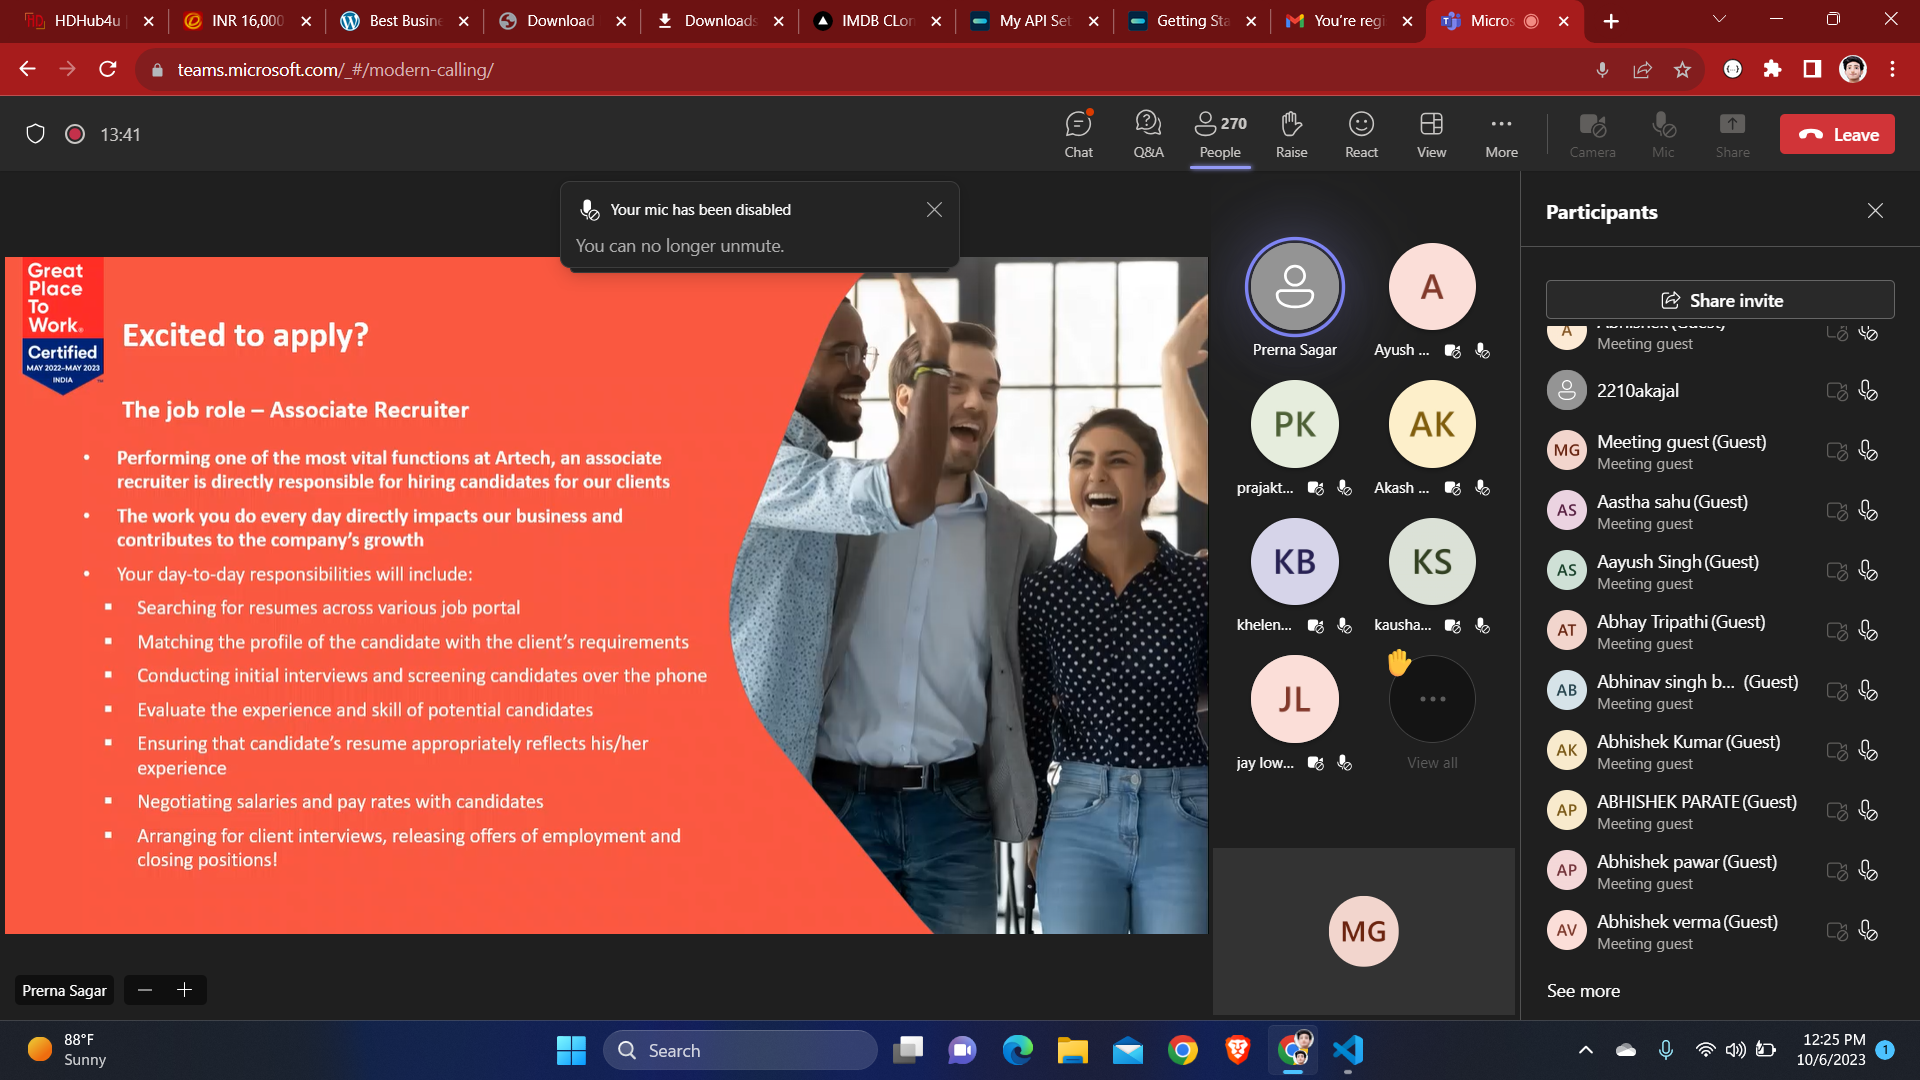 HDHub4u
INR 16,000
Best Busine
Download
Downloads
IMDB CLon
My API Set
Getting Sta
You're regi
Micros
teams.microsoft.com/_#/modern-calling/
13:41
Chat
Q&A
270
People
Raise
React
View
More
Camera
Mic
Share
Leave
Your mic has been disabled
You can no longer unmute.
Great
Place
To
Work.
Certified
MAY 2022–MAY 2023
INDIA
Excited to apply?
The job role – Associate Recruiter
• Performing one of the most vital functions at Artech, an associate
recruiter is directly responsible for hiring candidates for our clients
• The work you do every day directly impacts our business and
contributes to the company's growth
• Your day-to-day responsibilities will include:
▪ Searching for resumes across various job portal
▪ Matching the profile of the candidate with the client's requirements
▪ Conducting initial interviews and screening candidates over the phone
▪ Evaluate the experience and skill of potential candidates
▪ Ensuring that candidate's resume appropriately reflects his/her
experience
▪ Negotiating salaries and pay rates with candidates
▪ Arranging for client interviews, releasing offers of employment and
closing positions!
Prerna Sagar
A
Prerna Sagar
Ayush ...
PK
AK
prajakt...
Akash ...
KB
KS
khelen...
kausha...
JL
jay low...
View all
MG
Participants
Share invite
A
Abhishek (Guest)
Meeting guest
2210akajal
MG
Meeting guest (Guest)
Meeting guest
AS
Aastha sahu (Guest)
Meeting guest
AS
Aayush Singh (Guest)
Meeting guest
AT
Abhay Tripathi (Guest)
Meeting guest
AB
Abhinav singh b... (Guest)
Meeting guest
AK
Abhishek Kumar (Guest)
Meeting guest
AP
ABHISHEK PARATE (Guest)
Meeting guest
AP
Abhishek pawar (Guest)
Meeting guest
AV
Abhishek verma (Guest)
Meeting guest
See more
88°F
Sunny
Search
12:25 PM
10/6/2023
1